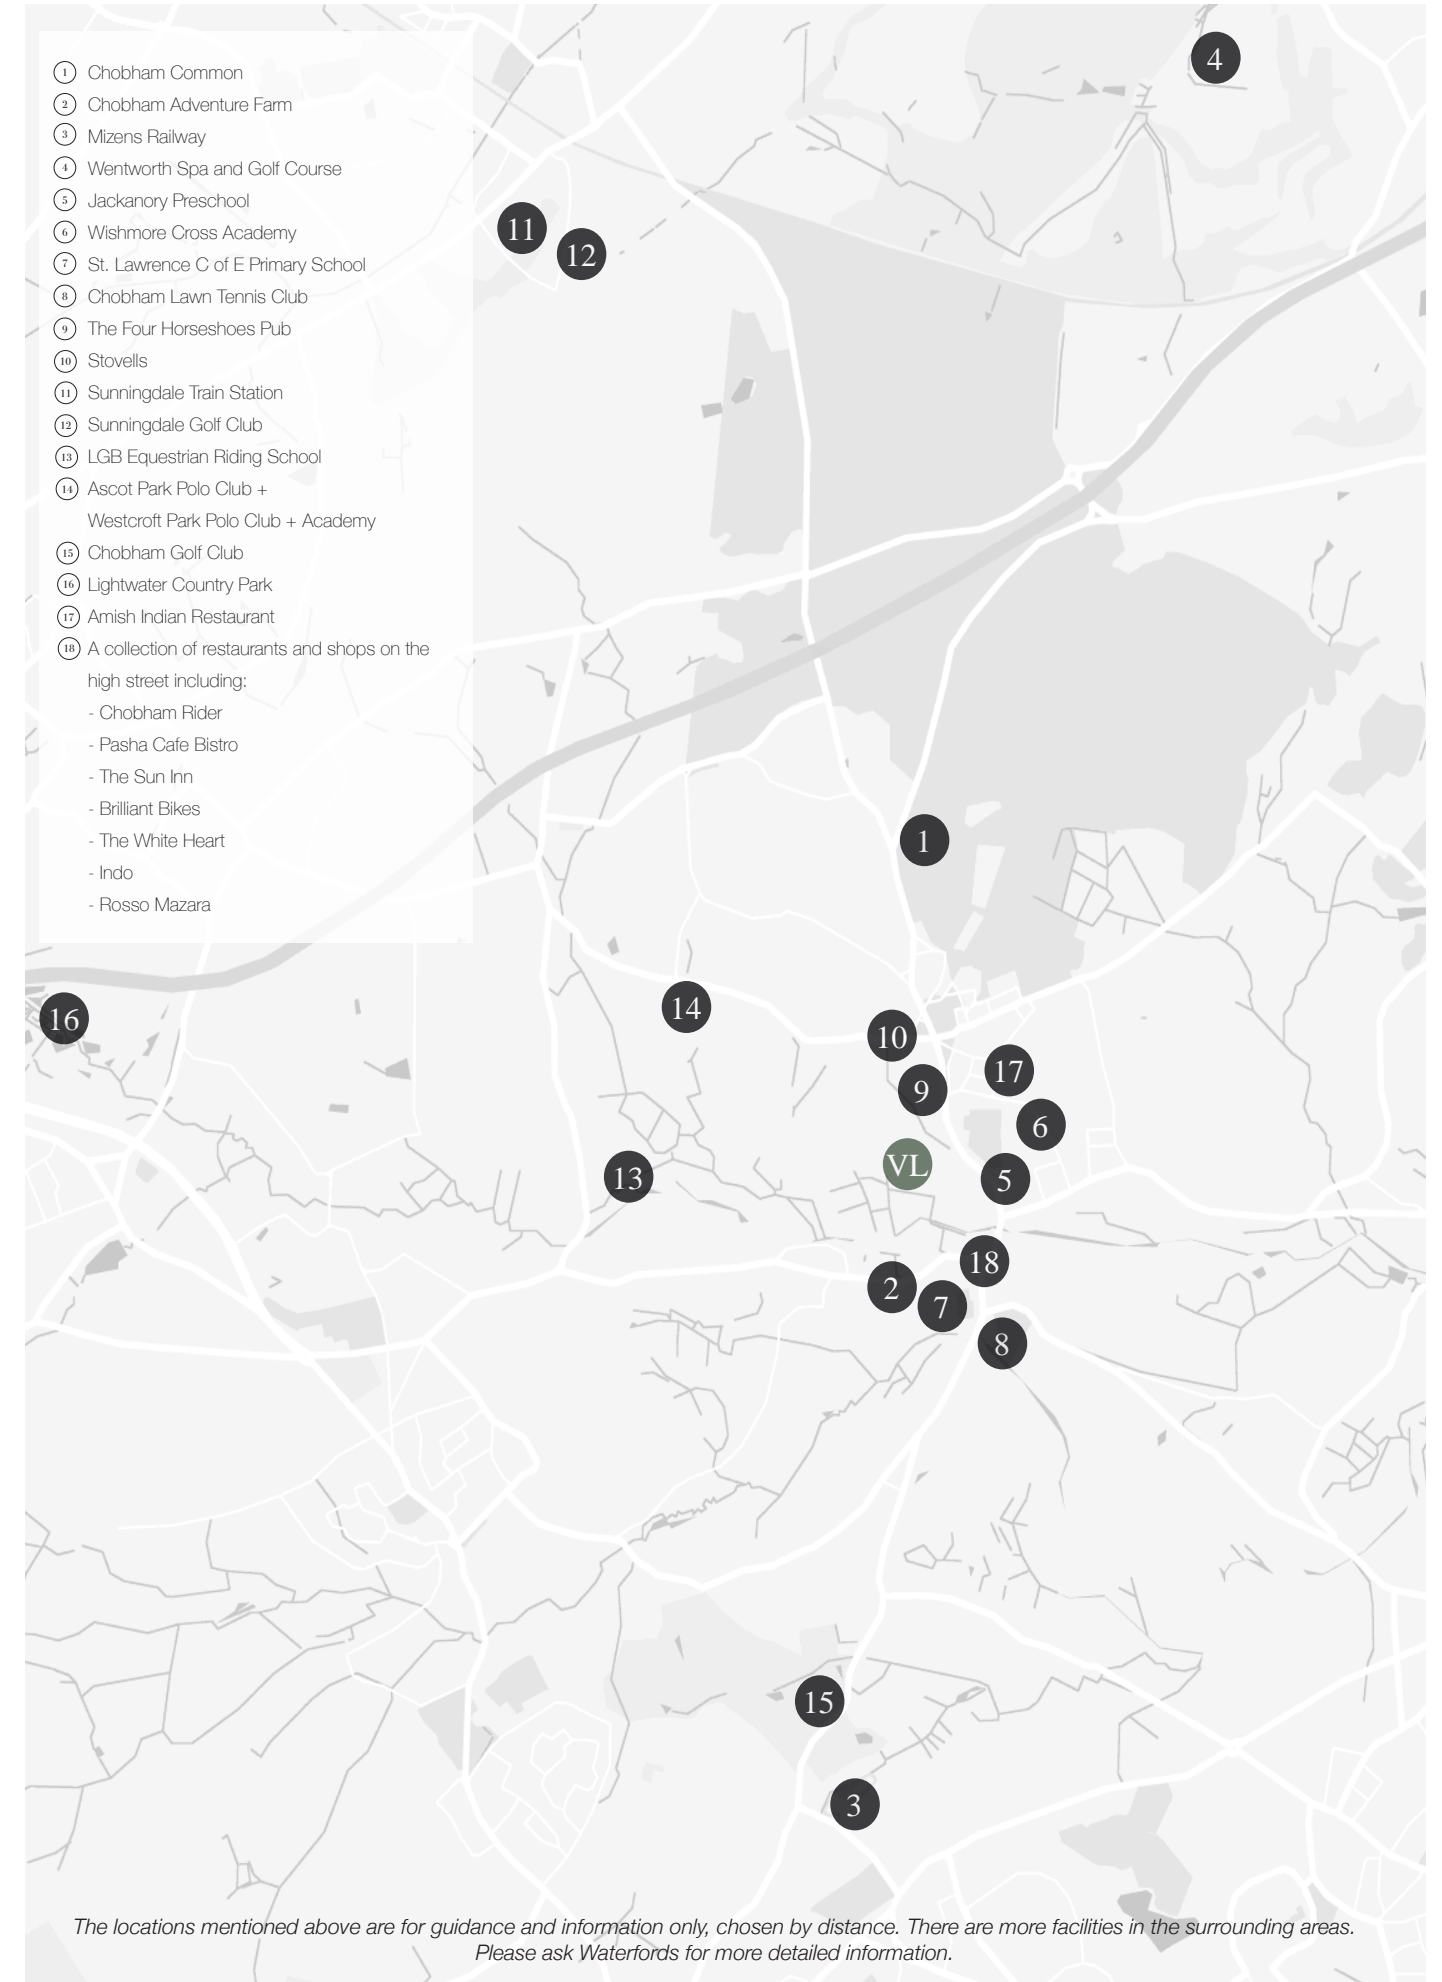 1 Chobham Common
2 Chobham Adventure Farm
3 Mizens Railway
4 Wentworth Spa and Golf Course
5 Jackanory Preschool
6 Wishmore Cross Academy
7 St. Lawrence C of E Primary School
8 Chobham Lawn Tennis Club
9 The Four Horseshoes Pub
10 Stovells
11 Sunningdale Train Station
12 Sunningdale Golf Club
13 LGB Equestrian Riding School
14 Ascot Park Polo Club +
Westcroft Park Polo Club + Academy
15 Chobham Golf Club
16 Lightwater Country Park
17 Amish Indian Restaurant
18 A collection of restaurants and shops on the
high street including:
- Chobham Rider
- Pasha Cafe Bistro
- The Sun Inn
- Brilliant Bikes
- The White Heart
- Indo
- Rosso Mazara
4
11
12
1
16
14
10
9
17
6
VL
5
13
18
2
7
8
15
3
The locations mentioned above are for guidance and information only, chosen by distance. There are more facilities in the surrounding areas.
Please ask Waterfords for more detailed information.